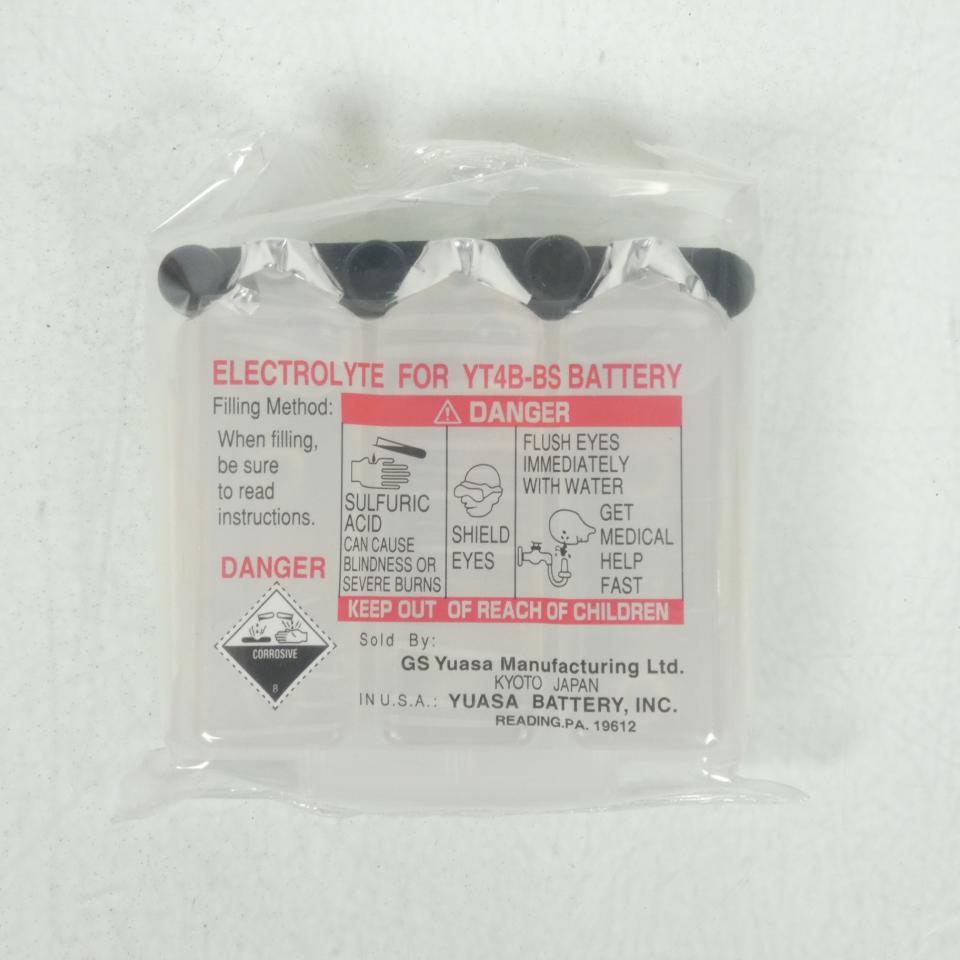 ELECTROLYTE FOR YT4B-BS BATTERY
Filling Method:
When filling,
be sure
to read
instructions.
DANGER
CORROSIVE
8
DANGER
SULFURIC
ACID
CAN CAUSE
BLINDNESS OR
SEVERE BURNS
SHIELD
EYES
FLUSH EYES
IMMEDIATELY
WITH WATER
GET
MEDICAL
HELP
FAST
KEEP OUT OF REACH OF CHILDREN
Sold By:
GS Yuasa Manufacturing Ltd.
KYOTO JAPAN
IN U.S.A.: YUASA BATTERY, INC.
READING.PA. 19612